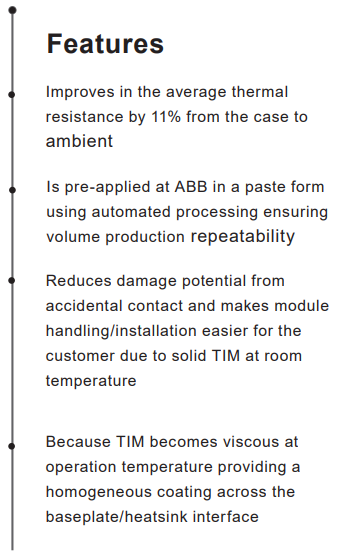 Features
Improves in the average thermal
resistance by 11% from the case to
ambient
Is pre-applied at ABB in a paste form
using automated processing ensuring
volume production repeatability
Reduces damage potential from
accidental contact and makes module
handling/installation easier for the
customer due to solid TIM at room
temperature
Because TIM becomes viscous at
operation temperature providing a
homogeneous coating across the
baseplate/heatsink interface